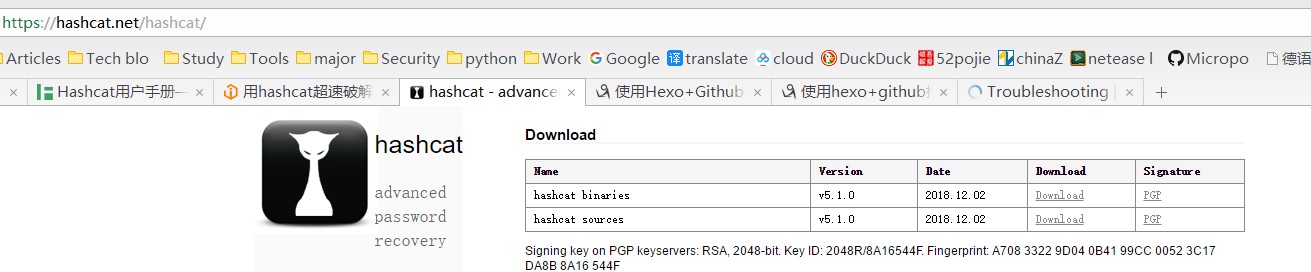 https://hashcat.net/hashcat/
Articles Tech blo Study Tools major Security python Work Google translate cloud DuckDuck 52pojie chinaZ netease l Micropo 德语
Hashcat用户手册— 用hashcat超速破解 hashcat - advance 使用Hexo+Github 使用hexo+github Troubleshooting |
hashcat
advanced
password
recovery
Download
Name Version Date Download Signature
hashcat binaries v5.1.0 2018.12.02 Download PGP
hashcat sources v5.1.0 2018.12.02 Download PGP
Signing key on PGP keyservers: RSA, 2048-bit. Key ID: 2048R/8A16544F. Fingerprint: A708 3322 9D04 0B41 99CC 0052 3C17
DA8B 8A16 544F